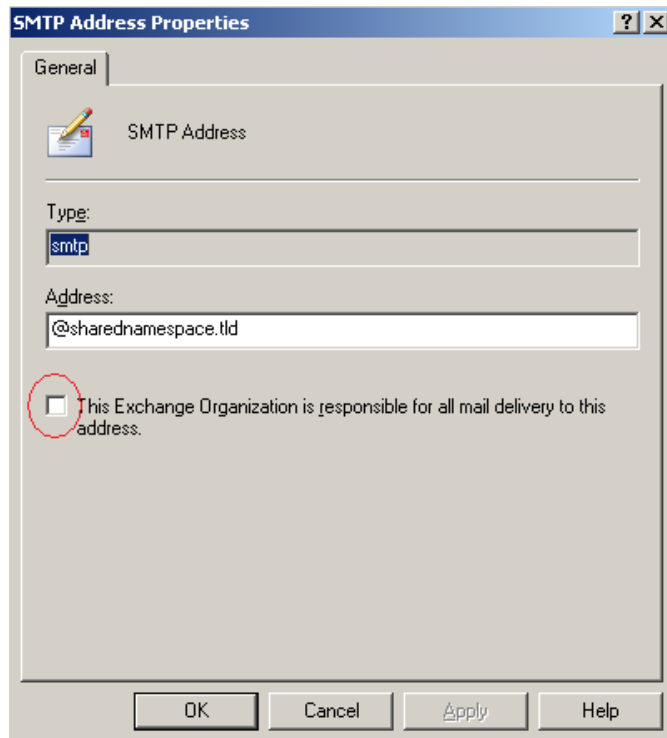 SMTP Address Properties
General
SMTP Address
Type:
smtp
Address:
@sharednamespace.tld
This Exchange Organization is responsible for all mail delivery to this
address.
OK Cancel Apply Help